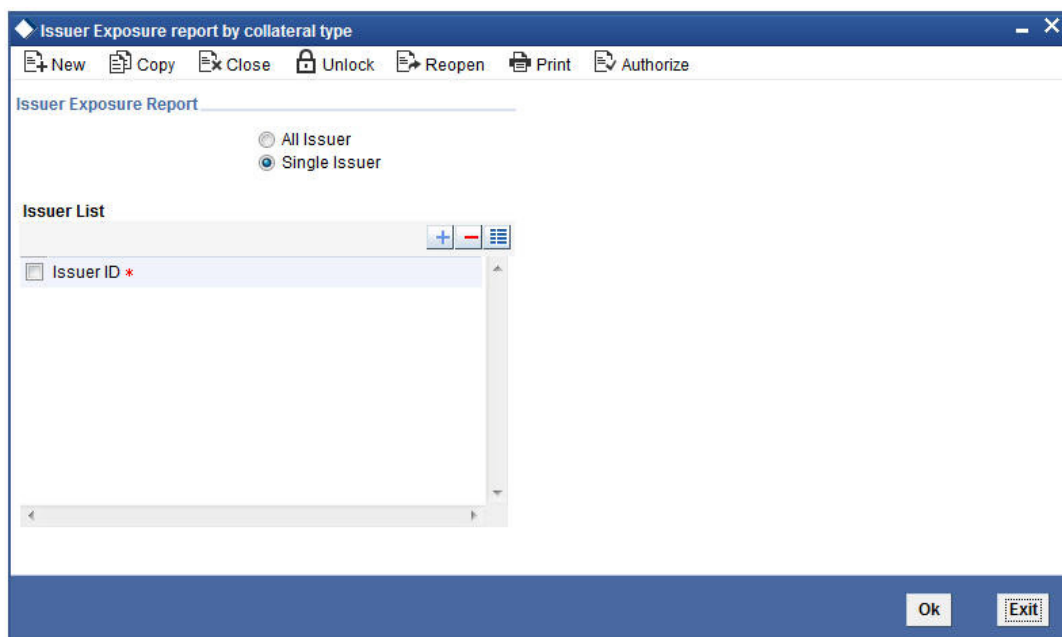 Issuer Exposure report by collateral type
New Copy Close Unlock Reopen Print Authorize
Issuer Exposure Report
All Issuer
Single Issuer
Issuer List
Issuer ID *
Ok Exit